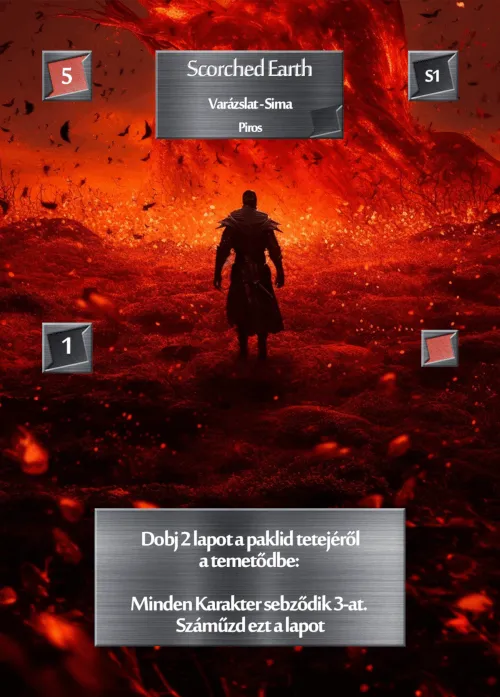 5
Scorched Earth
S1
Varázslat - Sima
Piros
1
Dobj 2 lapot a paklid tetejéről
a temetődbe:
Minden Karakter sebződik 3-at.
Száműzd ezt a lapot